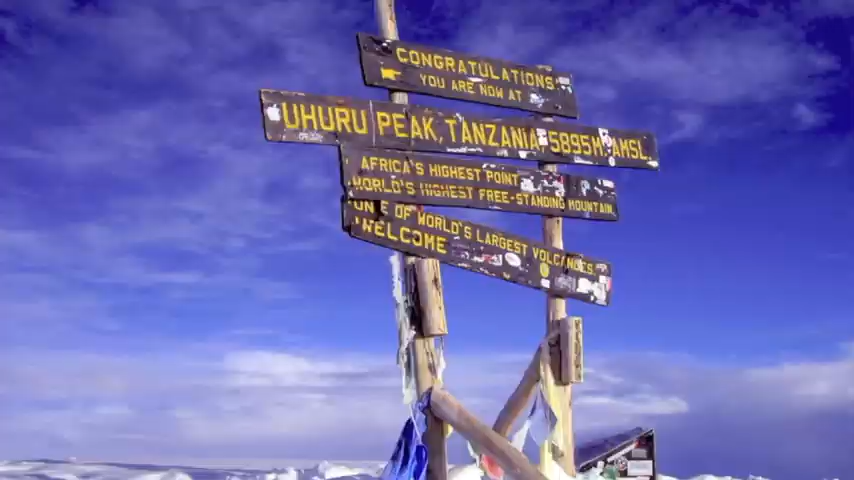 CONGRATULATIONS
YOU ARE NOW AT
UHURU PEAK, TANZANIA, 5895M. AMSL.
AFRICA'S HIGHEST POINT
WORLD'S HIGHEST FREE-STANDING MOUNTAIN.
ONE OF WORLD'S LARGEST VOLCANOES.
WELCOME